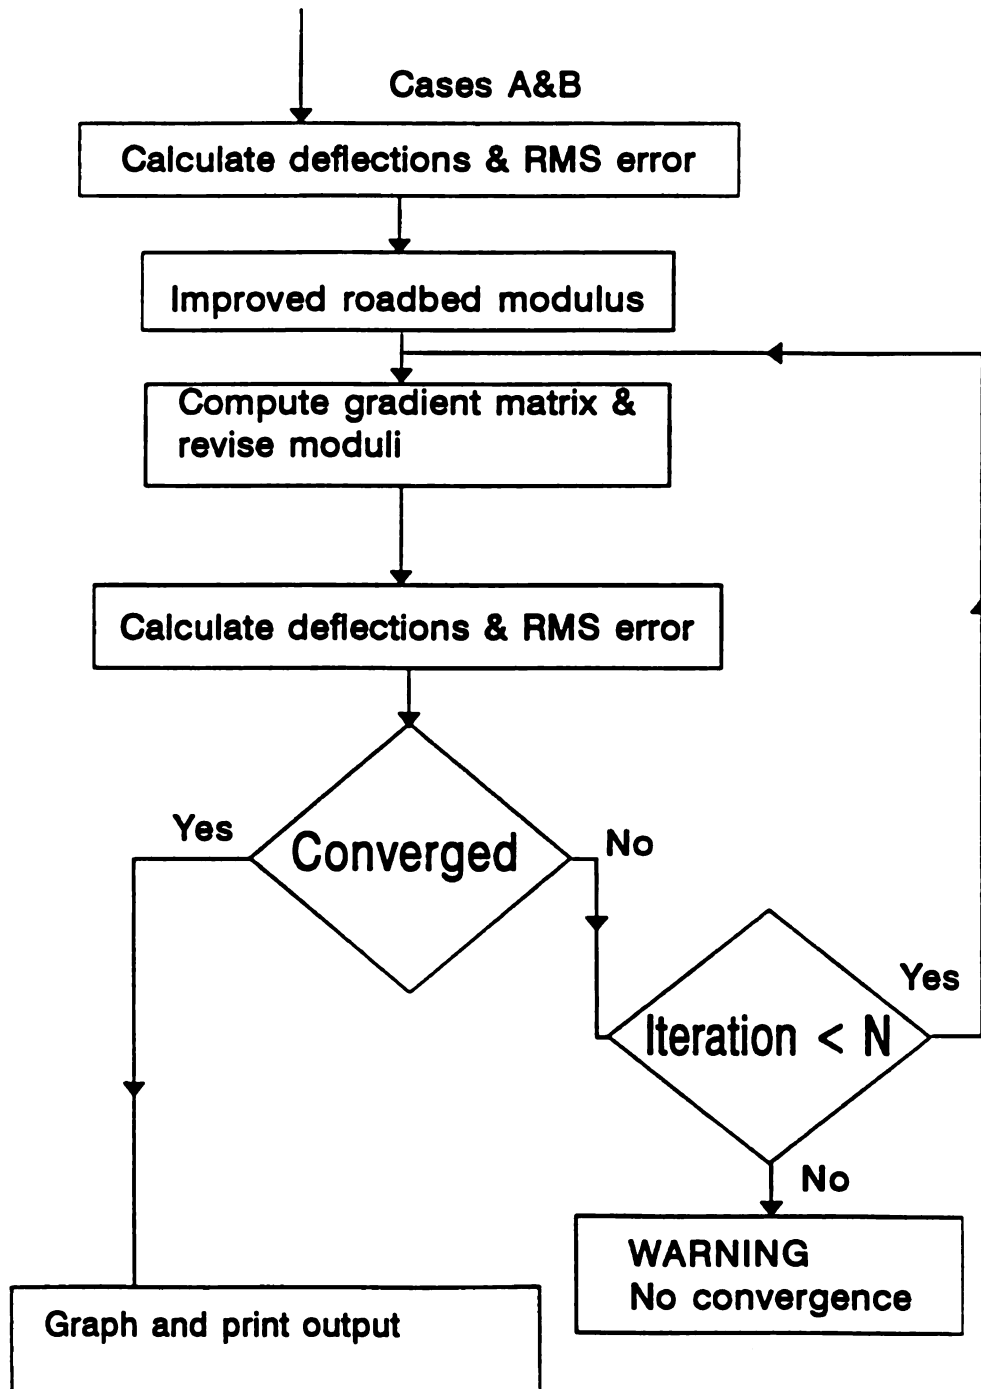 Cases A&B
Calculate deflections & RMS error
Improved roadbed modulus
Compute gradient matrix &
revise moduli
Calculate deflections & RMS error
Converged
Yes
No
Iteration < N
Yes
No
WARNING
No convergence
Graph and print output